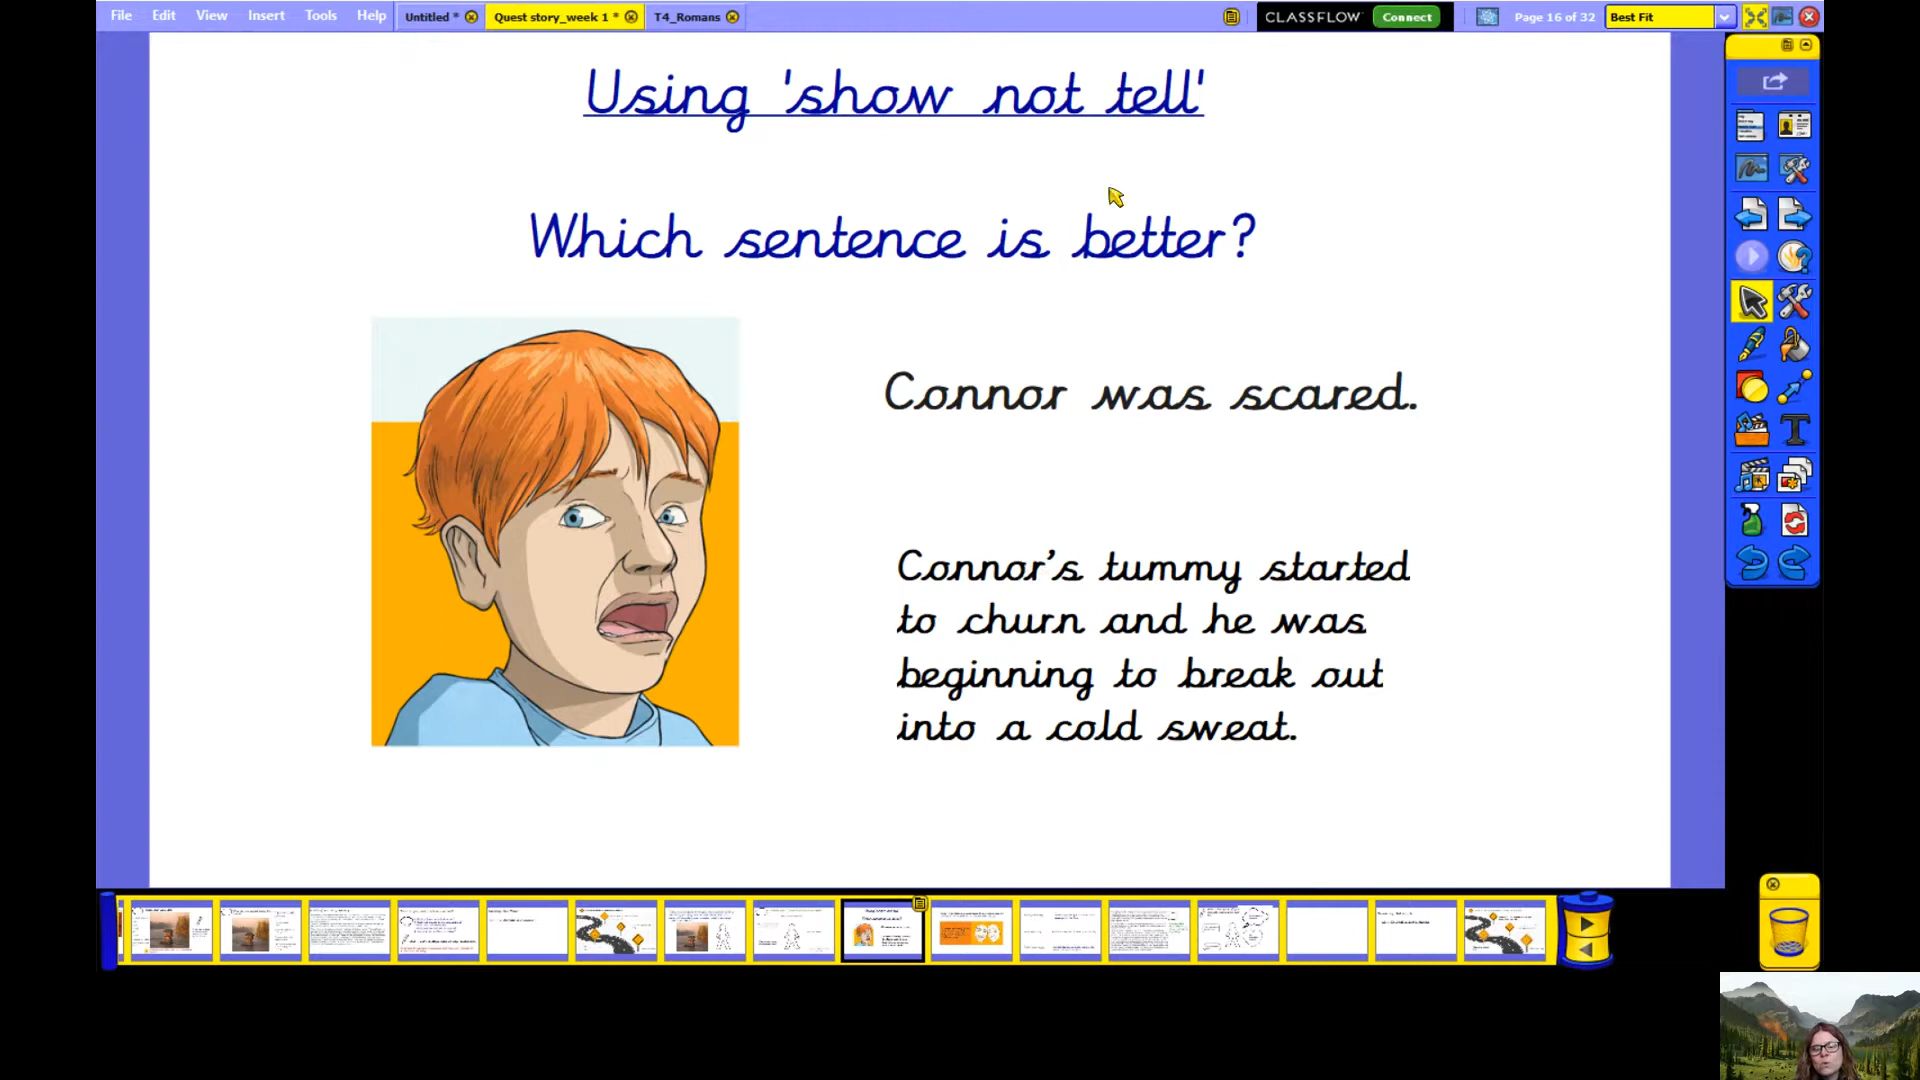 File Edit View Insert Tools Help Untitled * Quest story_week 1 * T4_Romans CLASSFLOW Connect Page 16 of 32 Best Fit
Using 'show not tell'
Which sentence is better?
Connor was scared.
Connor's tummy started
to churn and he was
beginning to break out
into a cold sweat.